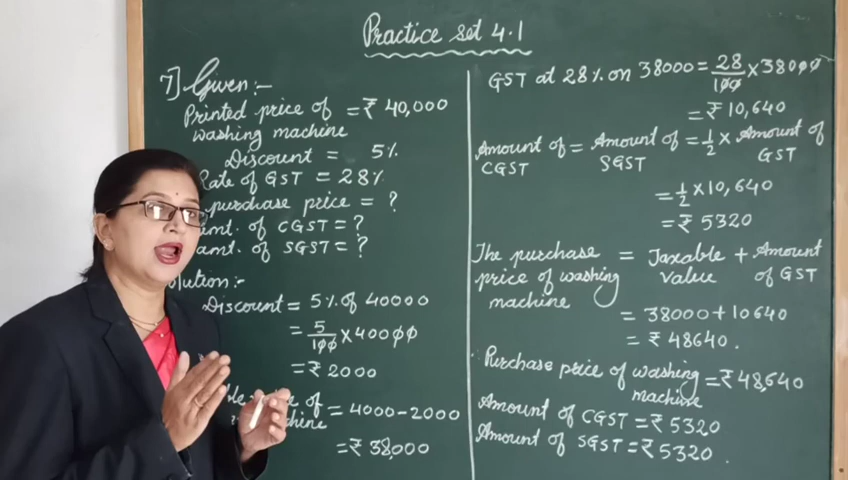 Practice set 4.1
7] Given:-
Printed price of = ₹ 40,000
washing machine
Discount = 5%
Rate of GST = 28%
purchase price = ?
amt. of CGST = ?
amt. of SGST = ?
Discount = 5% of 40000
= 5/100 × 40000
= ₹ 2000
of = 4000 - 2000
= ₹ 38,000
GST at 28% on 38000 = 28/100 × 38000
= ₹ 10,640
Amount of CGST = Amount of SGST = 1/2 × Amount of GST
= 1/2 × 10,640
= ₹ 5320
The purchase price of washing machine = Taxable value + Amount of GST
= 38000 + 10640
= ₹ 48640.
Purchase price of washing machine = ₹ 48,640
Amount of CGST = ₹ 5320
Amount of SGST = ₹ 5320.